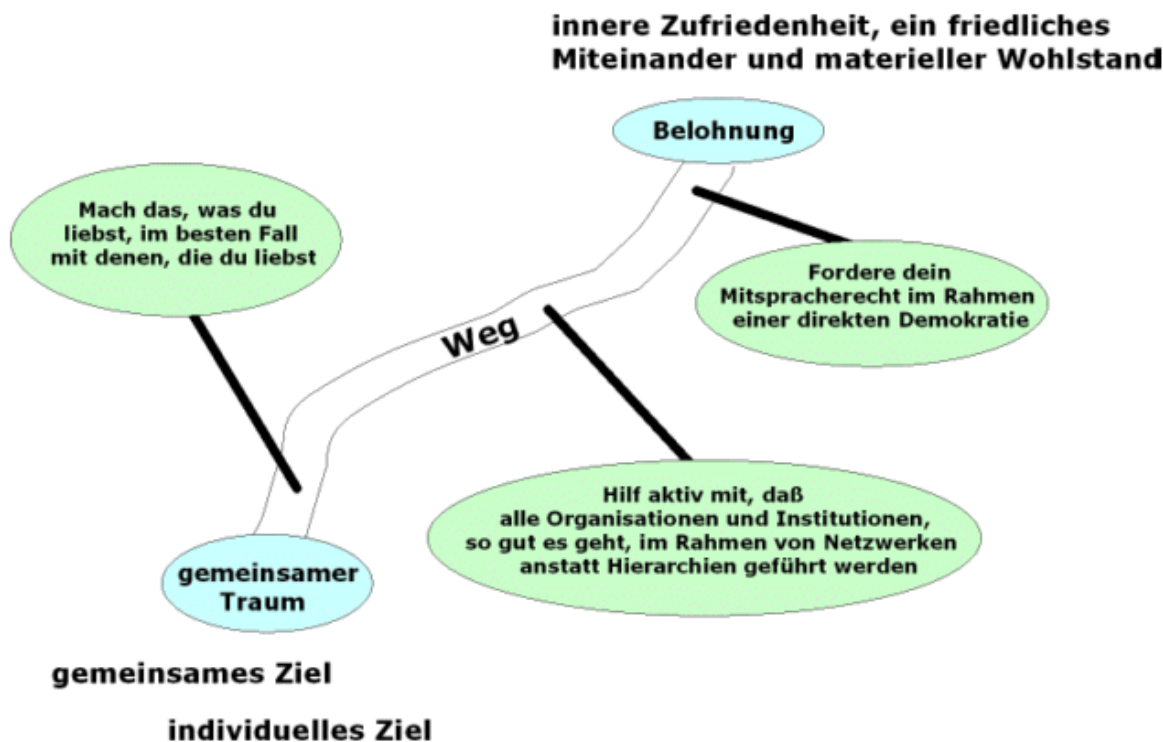 innere Zufriedenheit, ein friedliches
Miteinander und materieller Wohlstand
Belohnung
Mach das, was du
liebst, im besten Fall
mit denen, die du liebst
Fordere dein
Mitspracherecht im Rahmen
einer direkten Demokratie
Weg
Hilf aktiv mit, daß
alle Organisationen und Institutionen,
so gut es geht, im Rahmen von Netzwerken
anstatt Hierarchien geführt werden
gemeinsamer
Traum
gemeinsames Ziel
individuelles Ziel